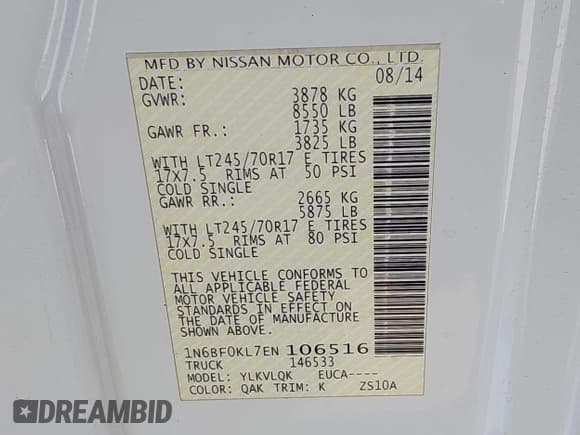 MFD BY NISSAN MOTOR CO., LTD.
DATE: 08/14
GVWR: 3878 KG
8550 LB
GAWR FR.: 1735 KG
3825 LB
WITH LT245/70R17 E TIRES
17X7.5 RIMS AT 50 PSI
COLD SINGLE
GAWR RR.: 2665 KG
5875 LB
WITH LT245/70R17 E TIRES
17X7.5 RIMS AT 80 PSI
COLD SINGLE
THIS VEHICLE CONFORMS TO
ALL APPLICABLE FEDERAL
MOTOR VEHICLE SAFETY
STANDARDS IN EFFECT ON
THE DATE OF MANUFACTURE
SHOWN ABOVE.
1N6BF0KL7EN 106516
TRUCK 146533
MODEL: YLKVLQK EUCA----
COLOR: QAK TRIM: K ZS10A
DREAMBID